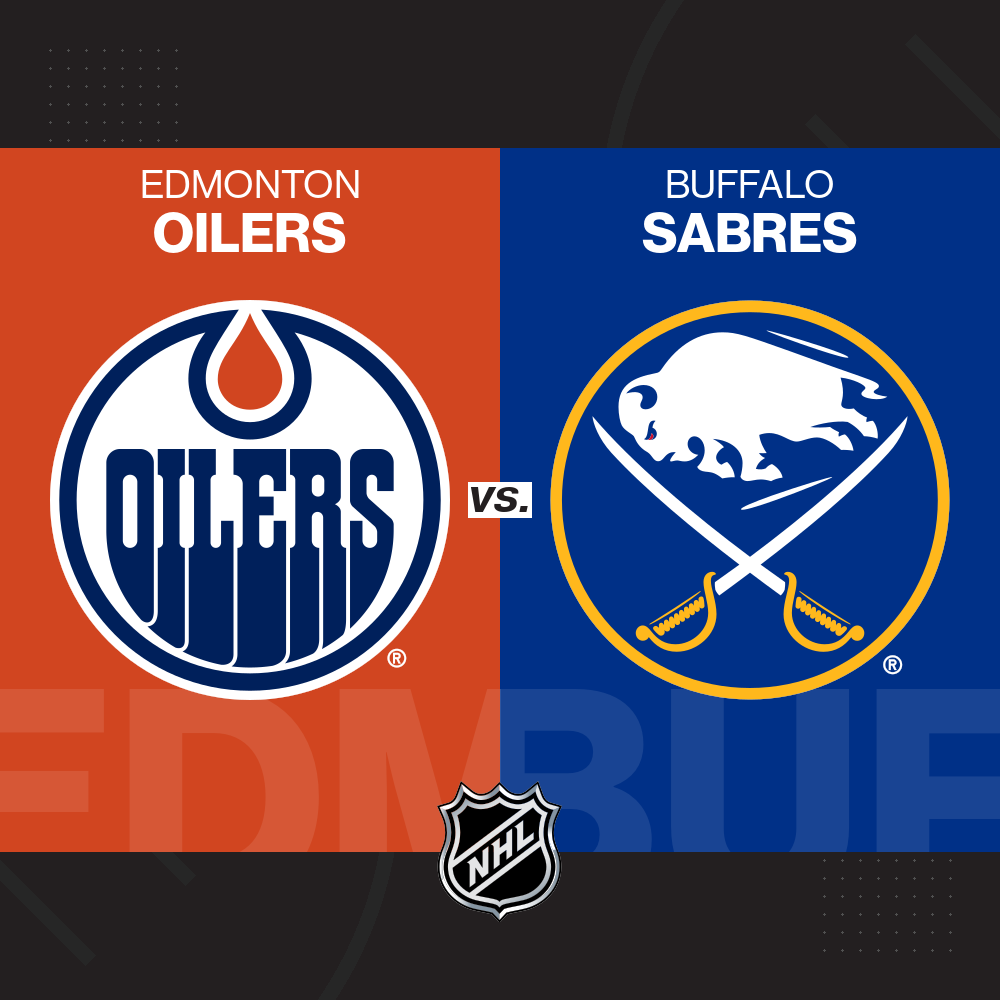 EDMONTON
OILERS
BUFFALO
SABRES
OILERS
®
vs.
®
EDM
BUF
NHL